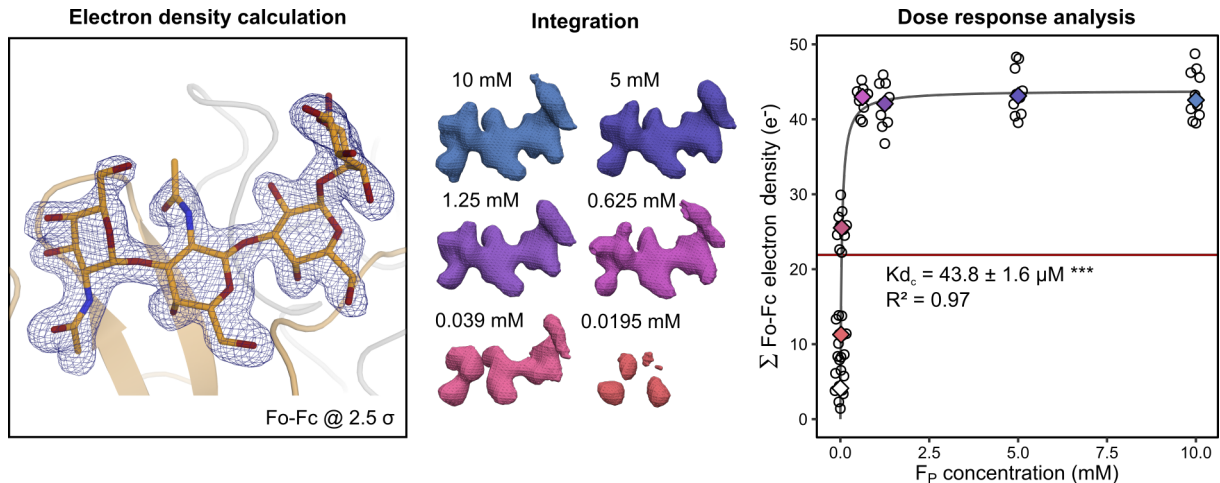 Electron density calculation
Fo-Fc @ 2.5 σ
Integration
10 mM
5 mM
1.25 mM
0.625 mM
0.039 mM
0.0195 mM
Dose response analysis
∑ Fo-Fc electron density (e⁻)
50
40
30
20
10
0
Kd꜀ = 43.8 ± 1.6 μM ***
R² = 0.97
0.0
2.5
5.0
7.5
10.0
Fₚ concentration (mM)